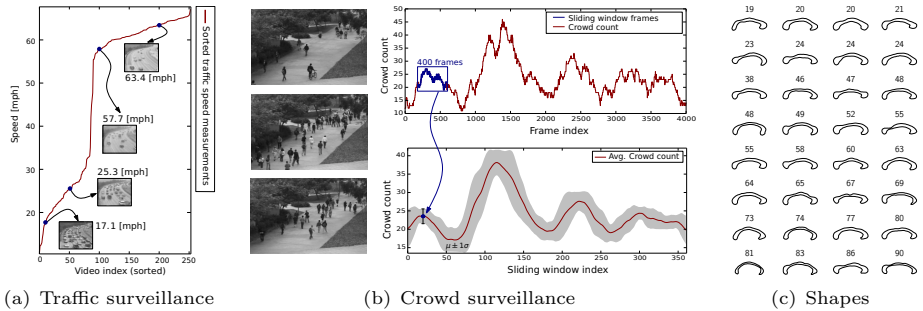 Speed [mph]
60
50
40
30
20
63.4 [mph]
57.7 [mph]
25.3 [mph]
17.1 [mph]
0 50 100 150 200 250
Video index (sorted)
Sorted traffic
speed measurements
(a) Traffic surveillance
Crowd count
50
45
40
35
30
25
20
15
10
Sliding window frames
Crowd count
400 frames
0 500 1000 1500 2000 2500 3000 3500 4000
Frame index
Crowd count
40
35
30
25
20
15
Avg. Crowd count
μ ± 1σ
0 50 100 150 200 250 300 350
Sliding window index
(b) Crowd surveillance
19 20 20 21
23 24 24 24
38 46 47 48
48 49 52 55
55 58 60 63
64 65 67 69
73 74 77 80
81 83 86 90
(c) Shapes